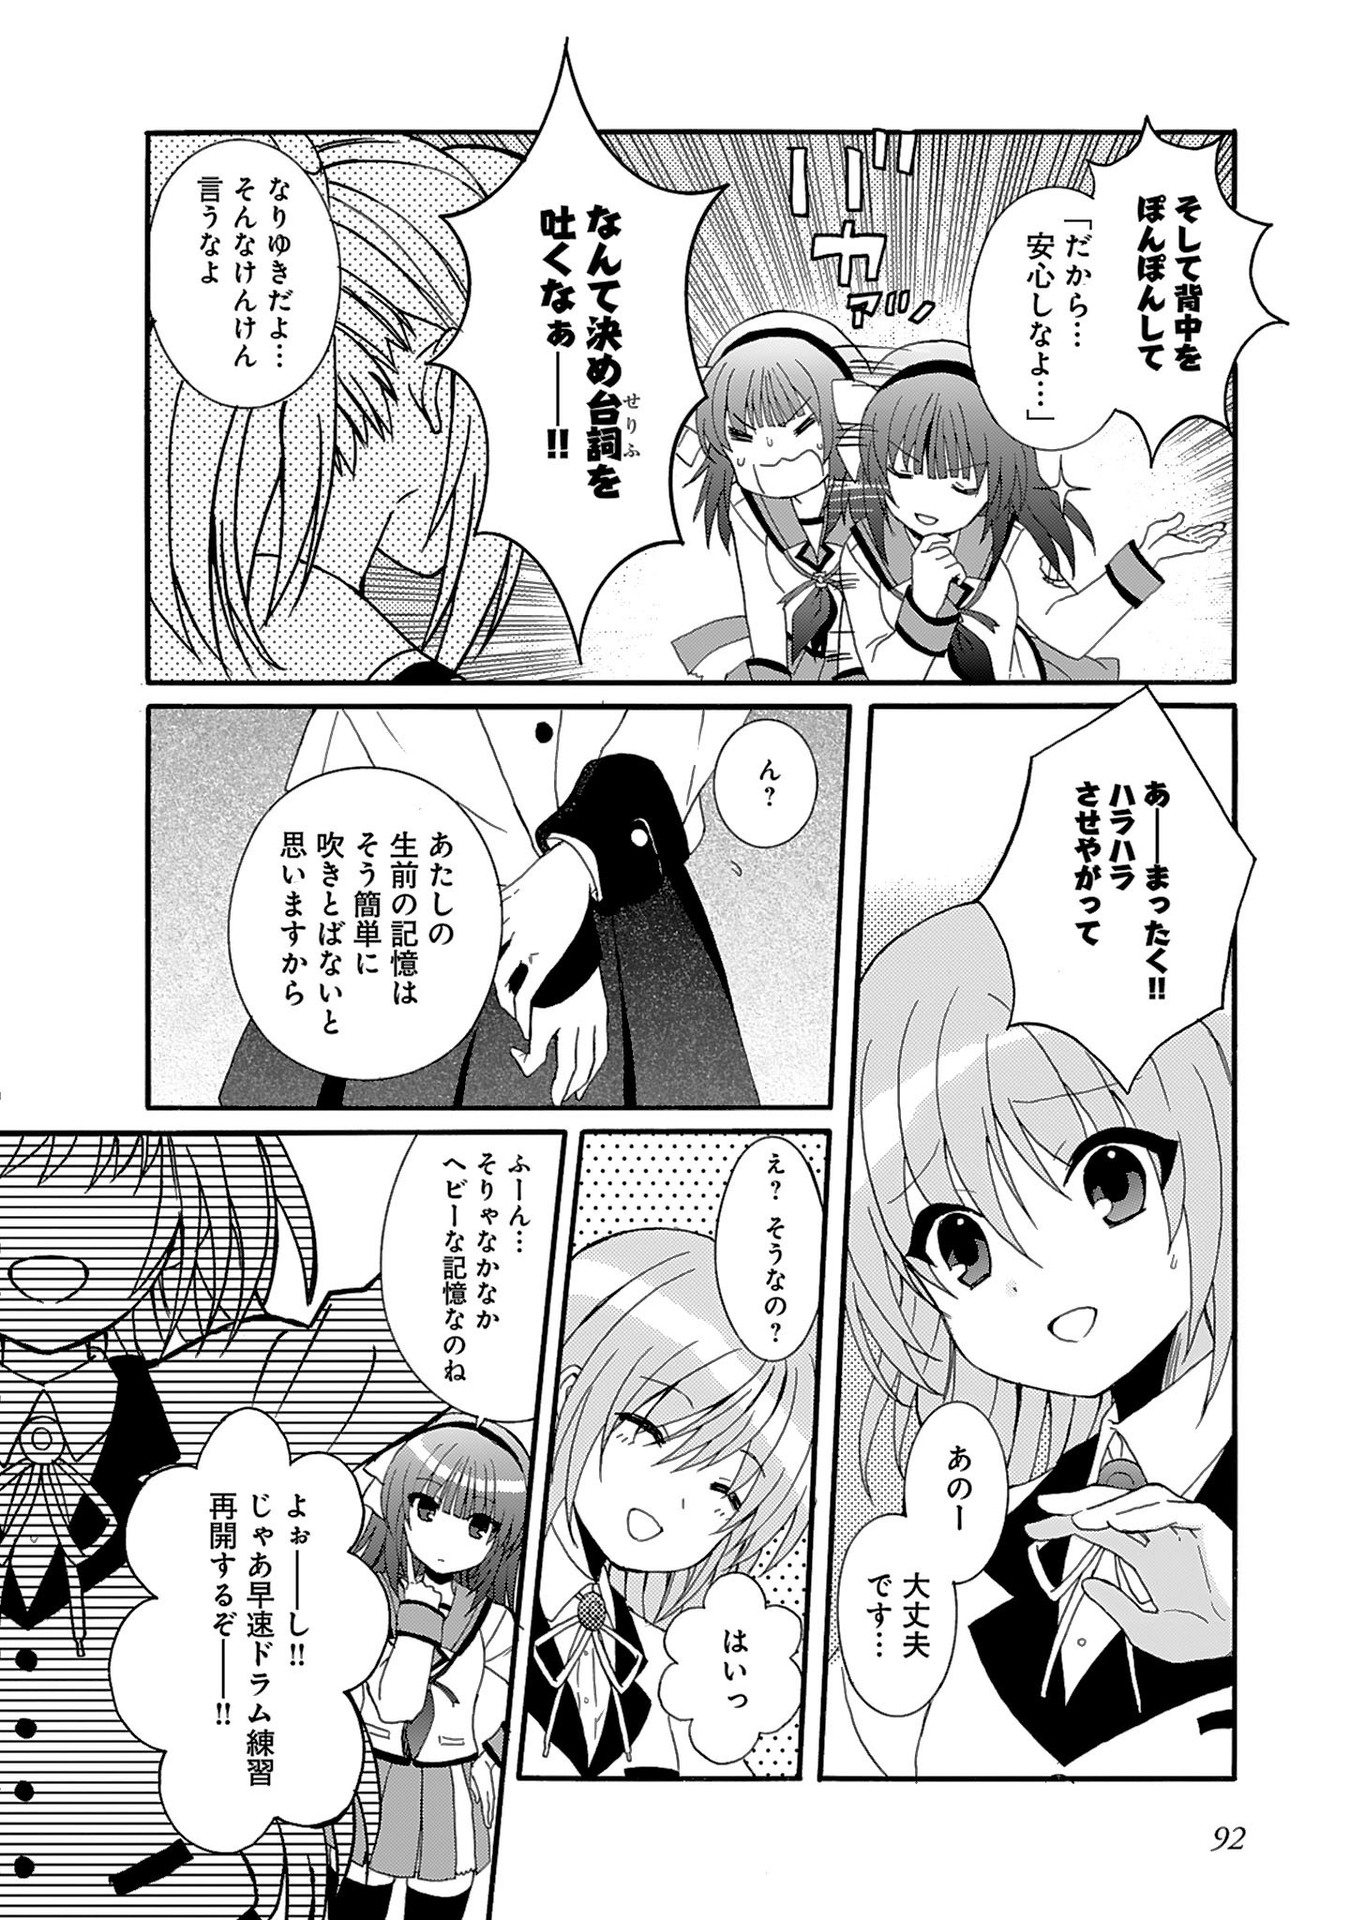 そして背中を
ぽんぽんして
「だから…
安心しなよ…」
なんて決め台詞を
せりふ
吐くなぁ━━!!
なりゆきだよ…
そんなけんけん
言うなよ
あ━━まったく!!
ハラハラ
させやがって
あのー
大丈夫
です…
ん?
あたしの
生前の記憶は
そう簡単に
吹きとばないと
思いますから
え? そうなの?
はいっ
ふーん…
そりゃなかなか
ヘビーな記憶なのね
よぉ━━し!!
じゃあ早速ドラム練習
再開するぞ━━!!
92